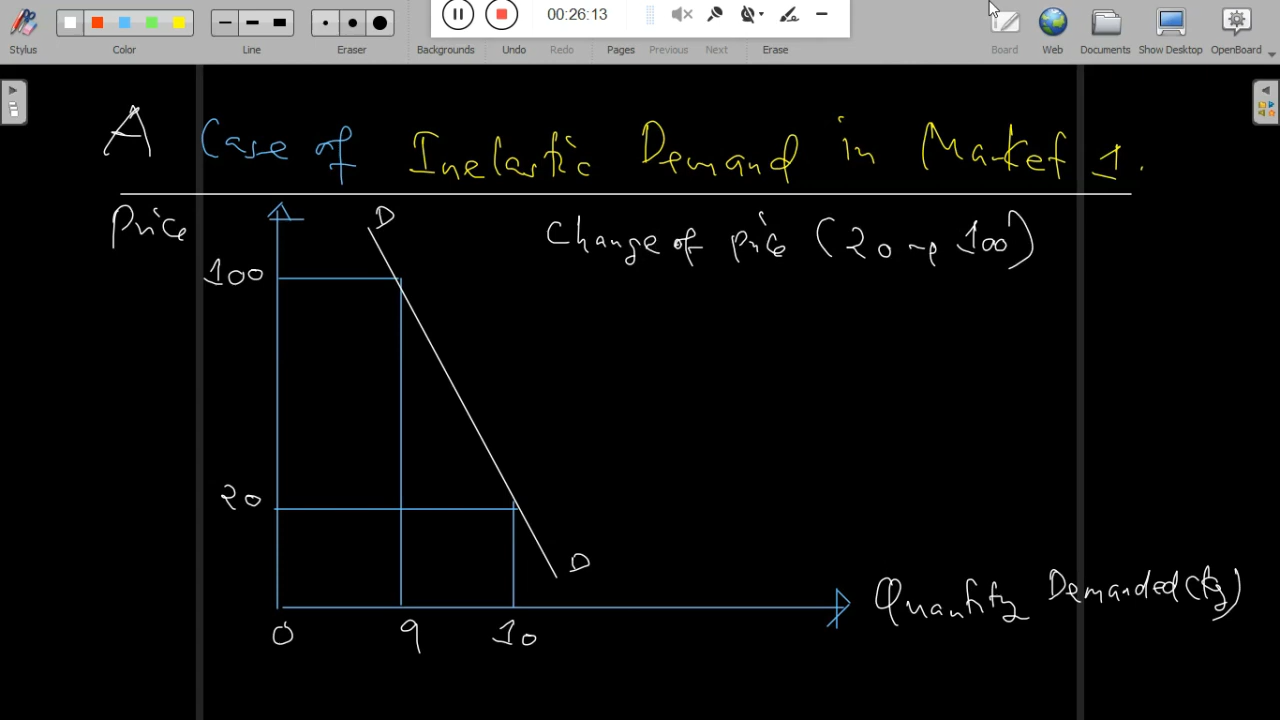 00:26:13
Stylus Color Line Eraser Backgrounds Undo Redo Pages Previous Next Erase Board Web Documents Show Desktop OpenBoard
A Case of Inelastic Demand in Market 1.
Price
D
Change of price (20 → 100)
100
20
D
Quantity Demanded (kg)
0 9 10